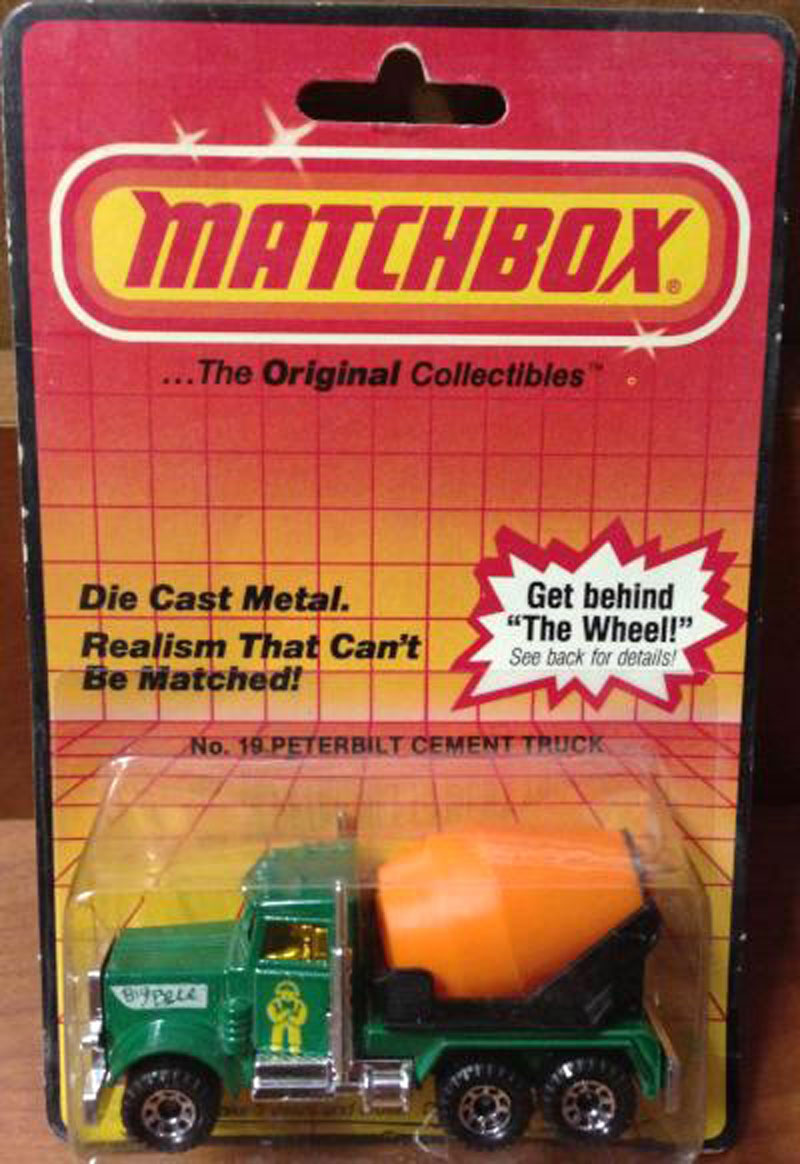 MATCHBOX®
...The Original Collectibles™
Die Cast Metal.
Realism That Can't
Be Matched!
Get behind
"The Wheel!"
See back for details!
No. 19 PETERBILT CEMENT TRUCK
Big Pete